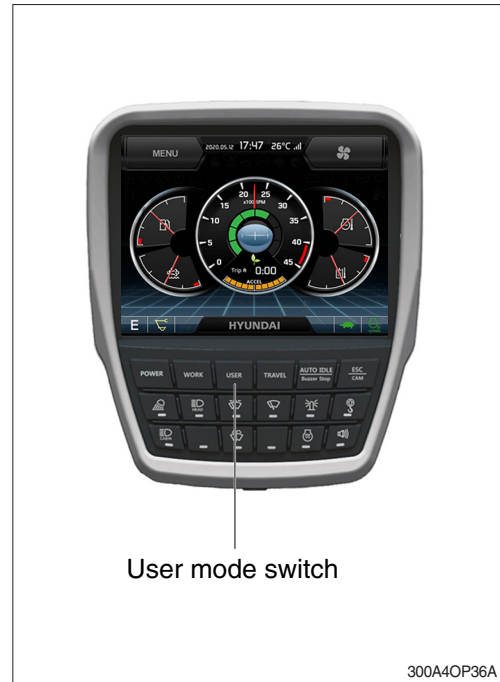 MENU
2020.05.12 17:47 26°C
x100 RPM
0
5
10
15
20
25
30
35
40
45
Trip R 0:00
ACCEL
E
HYUNDAI
POWER WORK USER TRAVEL AUTO IDLE Buzzer Stop ESC CAM
HEAD
CABIN
User mode switch
300A4OP36A